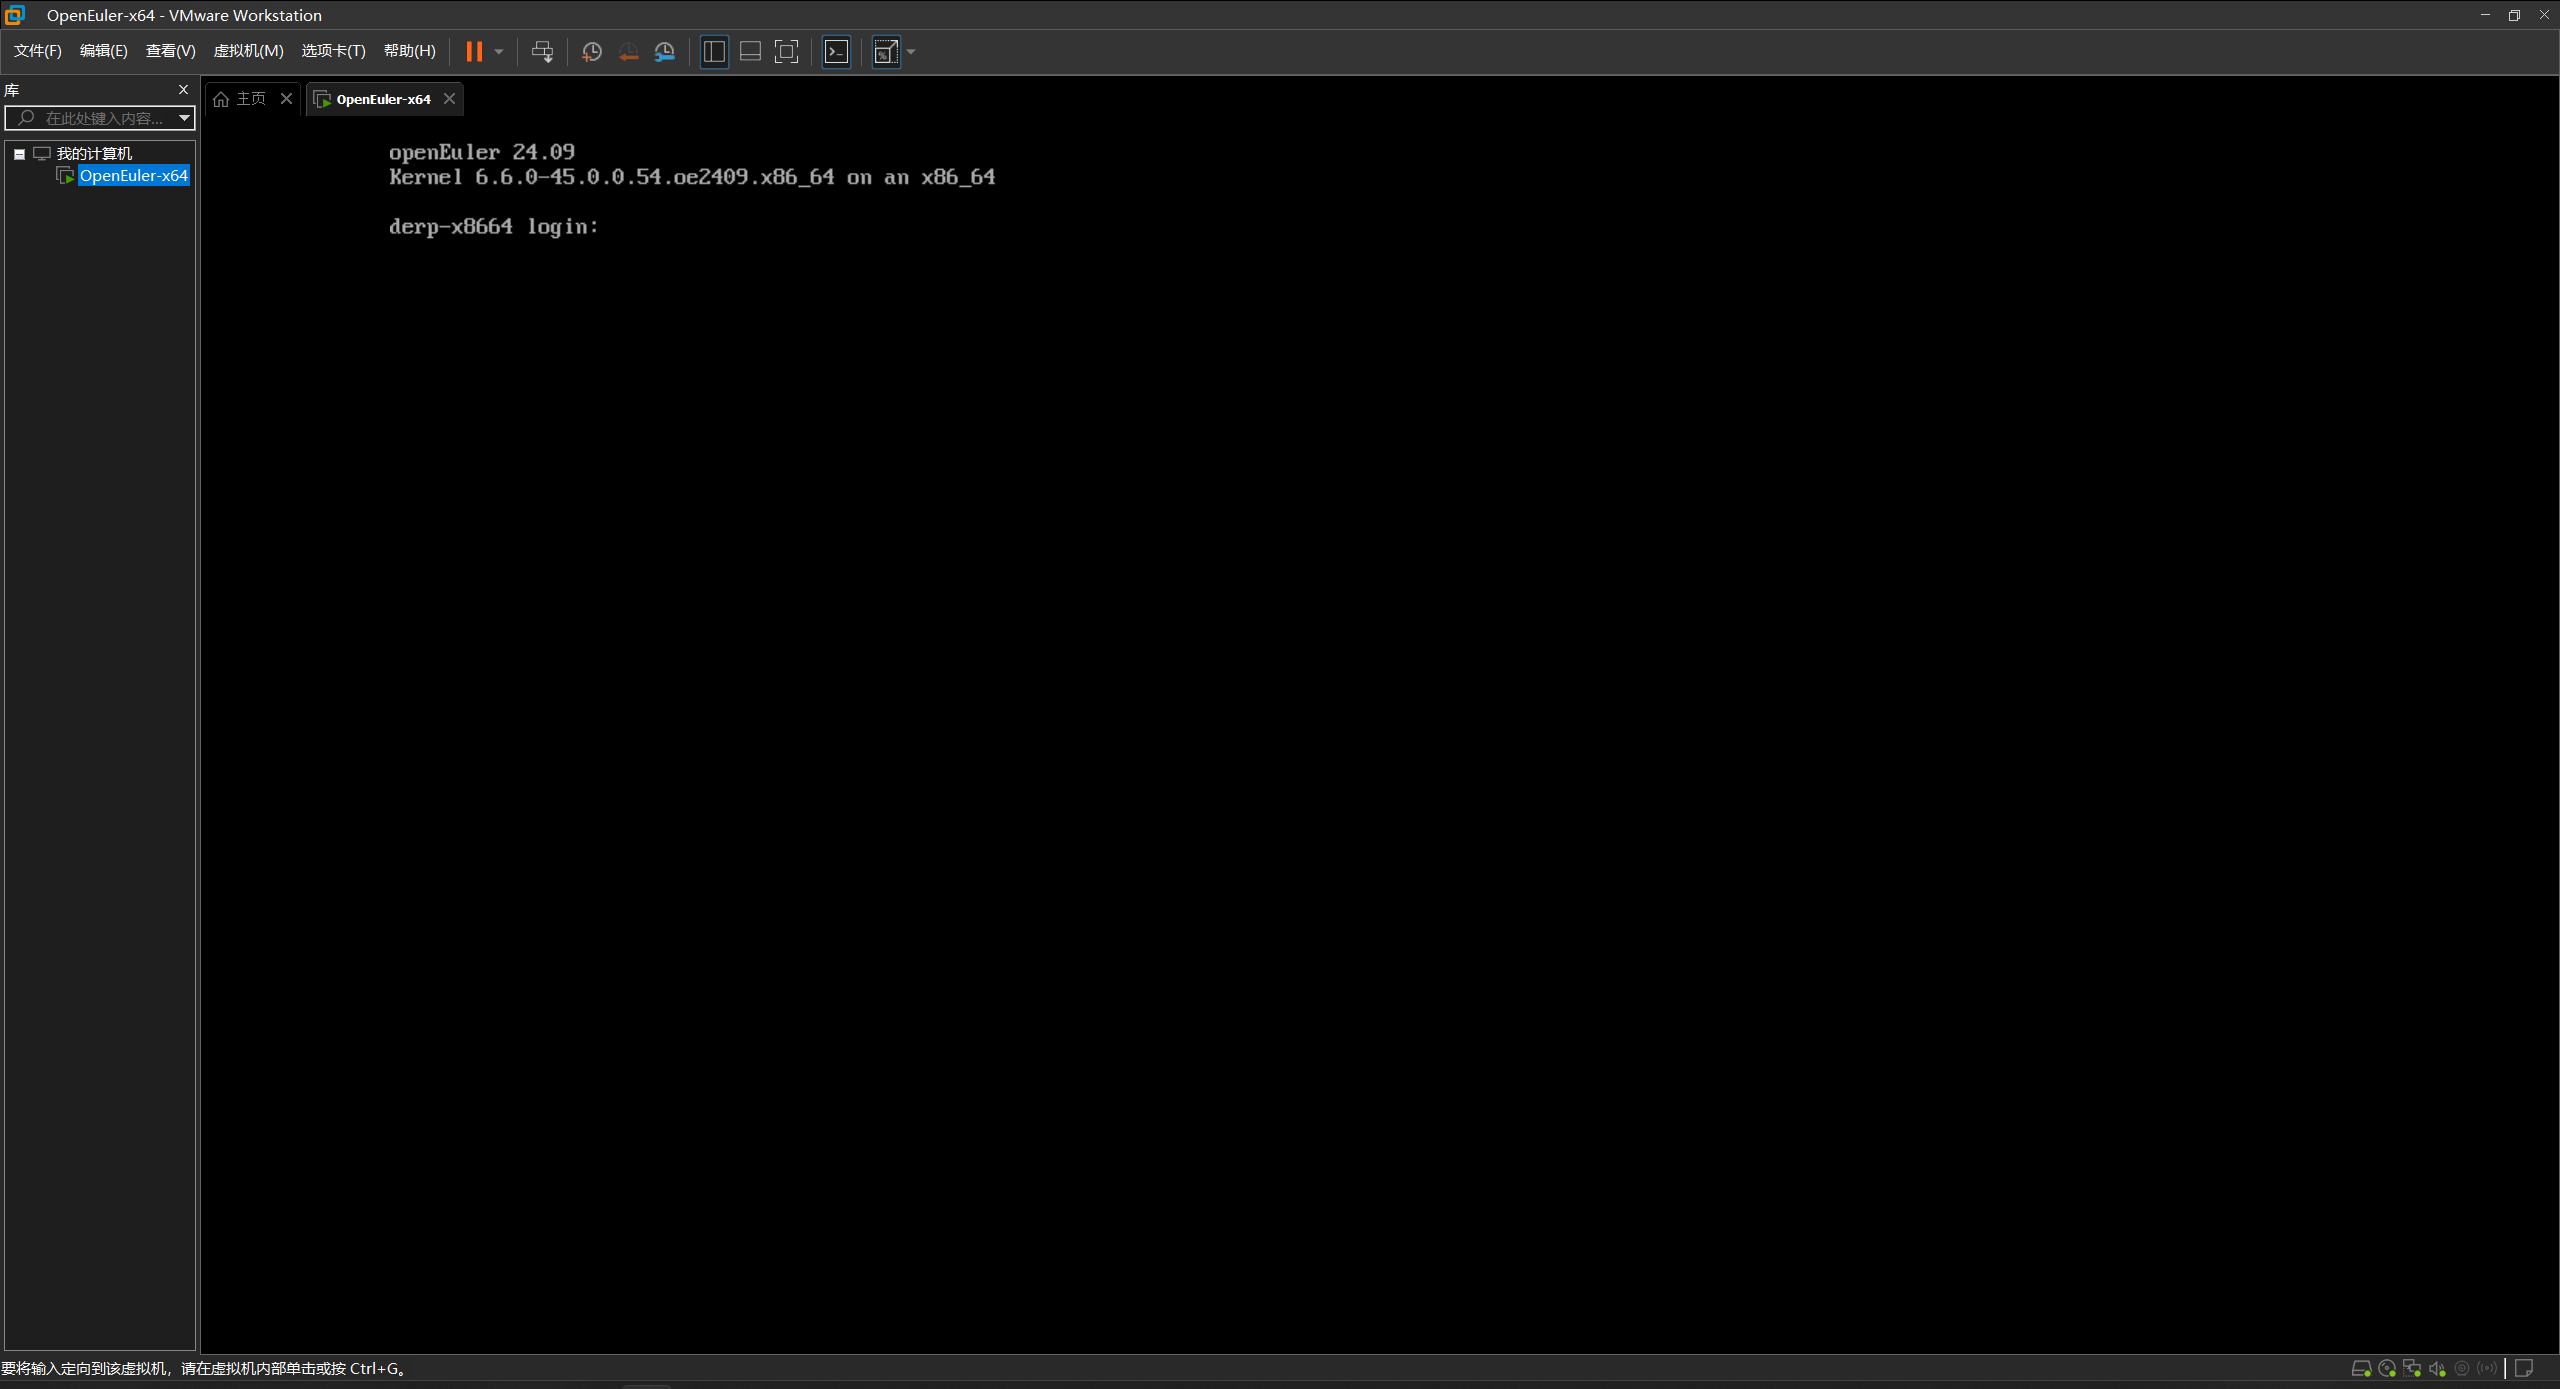 OpenEuler-x64 - VMware Workstation
文件(F) 编辑(E) 查看(V) 虚拟机(M) 选项卡(T) 帮助(H)
库
在此处键入内容...
我的计算机
OpenEuler-x64
主页 OpenEuler-x64
openEuler 24.09
Kernel 6.6.0-45.0.0.54.oe2409.x86_64 on an x86_64
derp-x8664 login:
要将输入定向到该虚拟机，请在虚拟机内部单击或按 Ctrl+G。